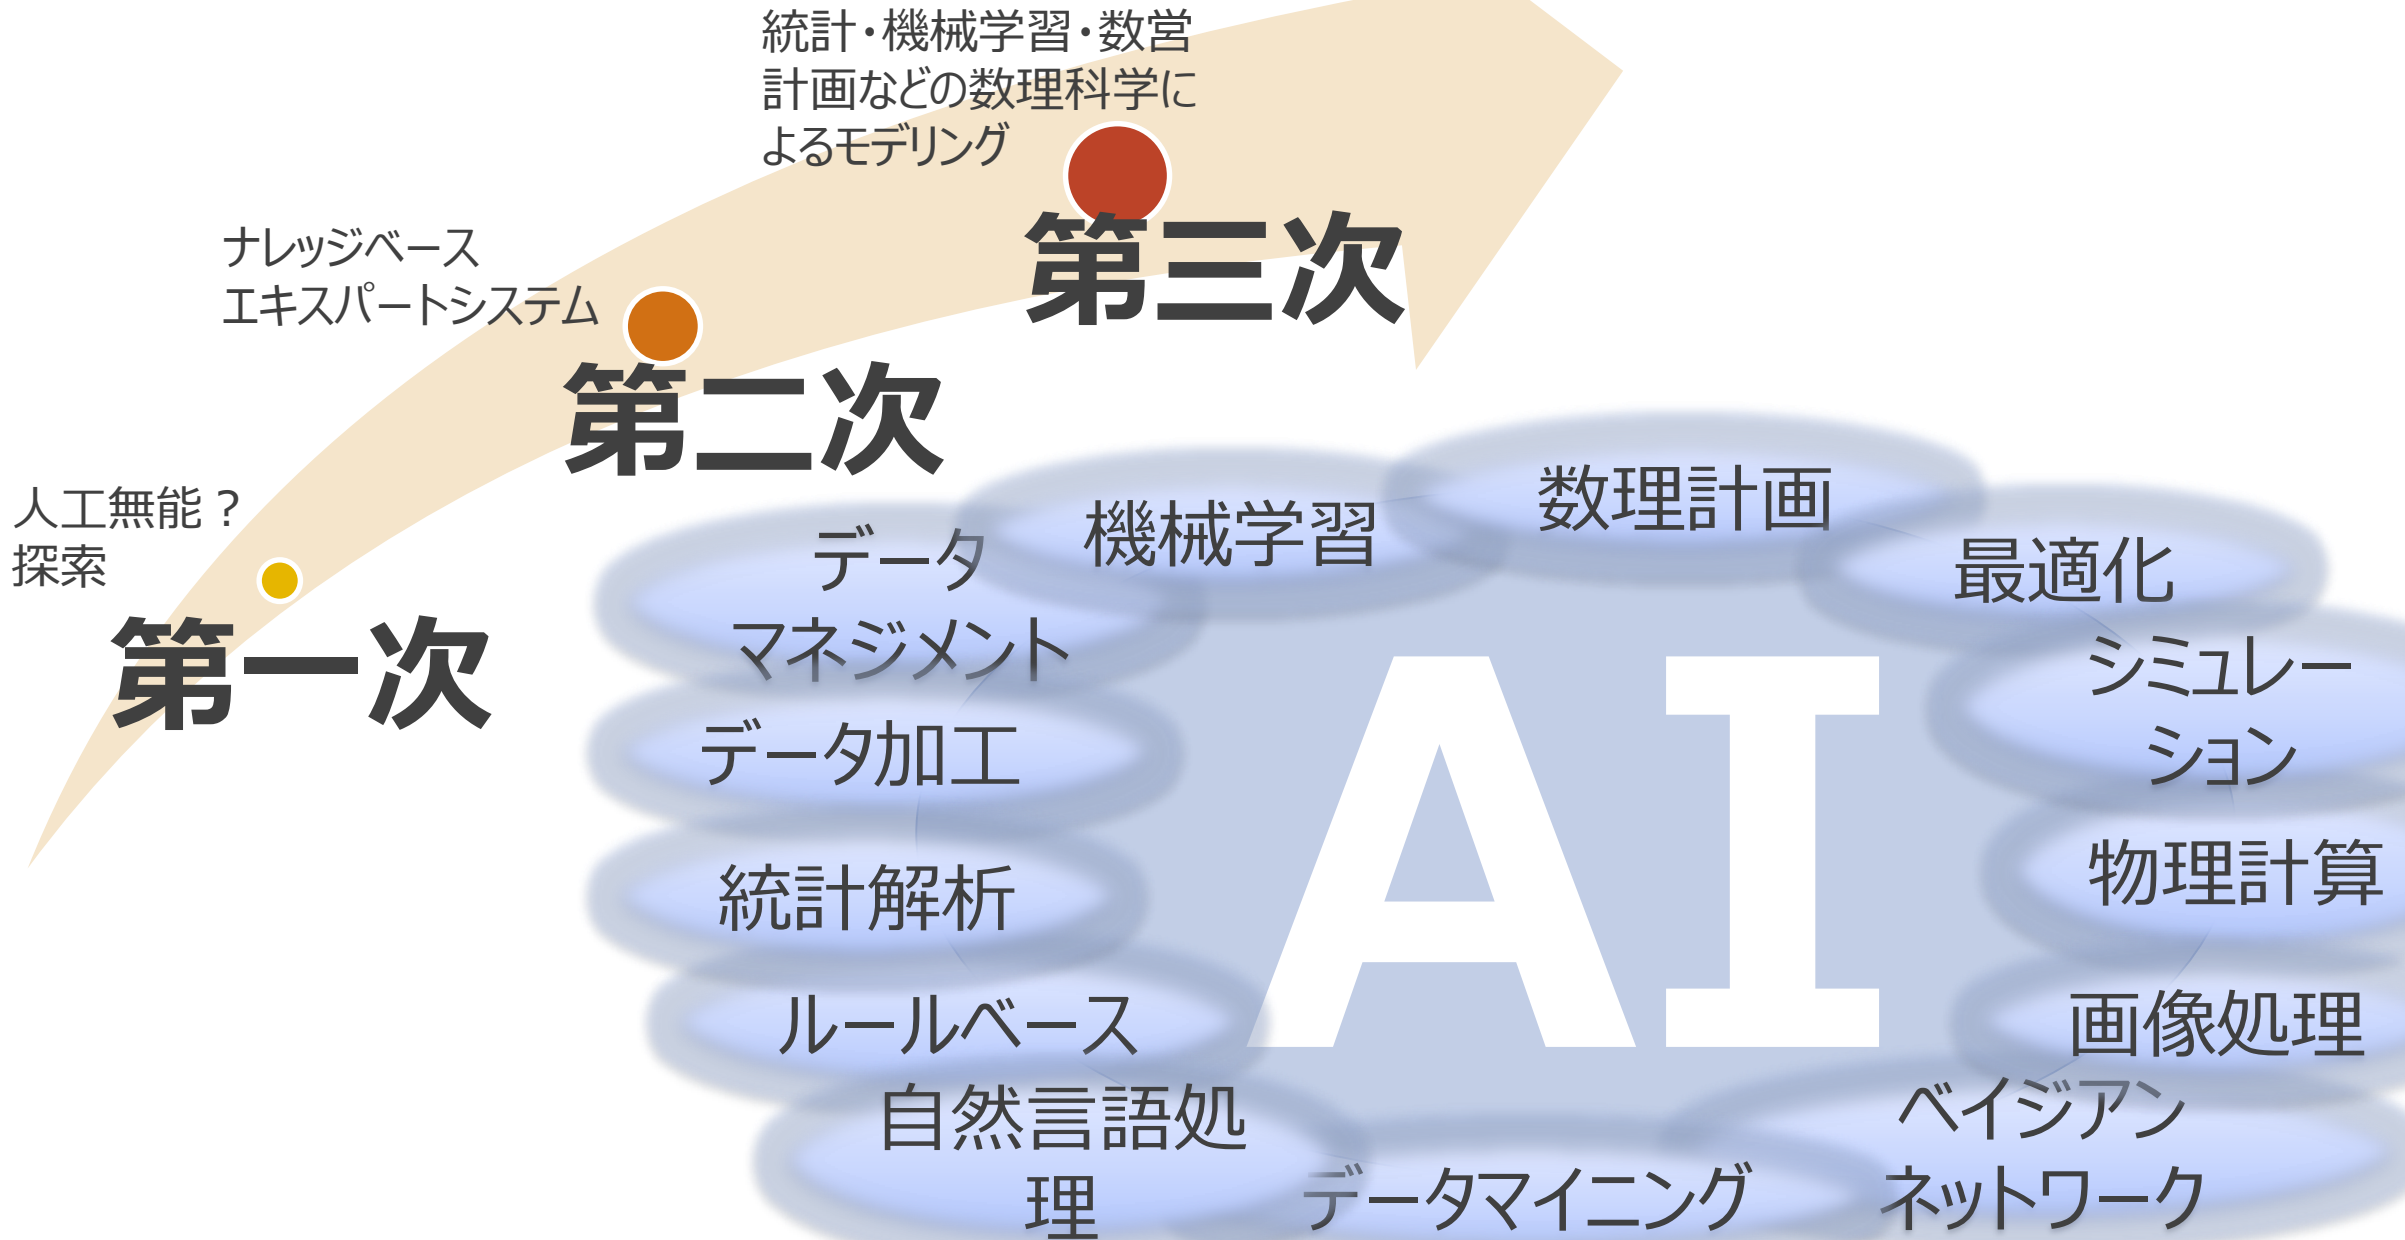 統計・機械学習・数営
計画などの数理科学に
よるモデリング
第三次
ナレッジベース
エキスパートシステム
第二次
人工無能？
探索
第一次
数理計画
機械学習
最適化
データ
マネジメント
シミュレー
ション
データ加工
AI
物理計算
統計解析
画像処理
ルールベース
ベイジアン
ネットワーク
自然言語処
理
データマイニング